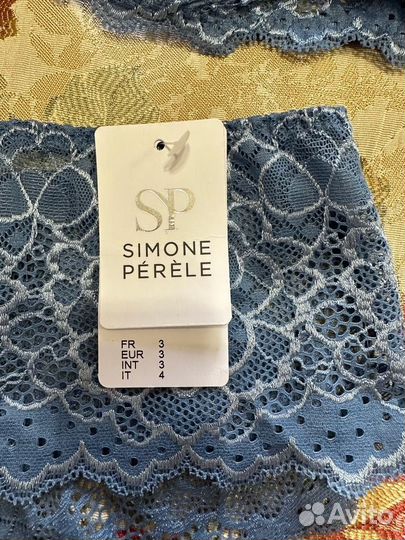 SP
SIMONE
PÉRÈLE
FR 3
EUR 3
INT 3
IT 4
Avito